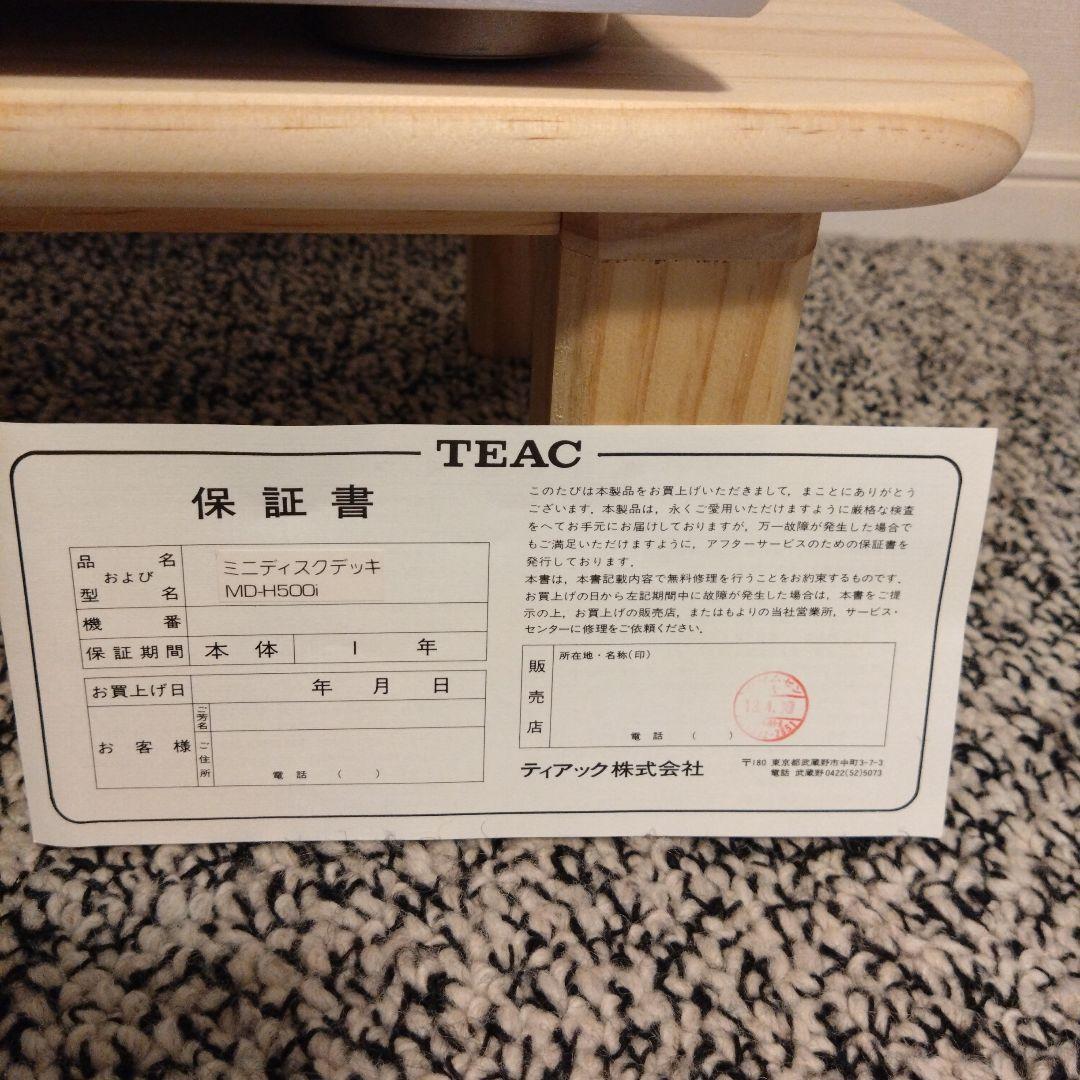 TEAC
保証書
品名
および
型名
ミニディスクデッキ
MD-H500i
機番
保証期間 本体 1 年
お買上げ日 年 月 日
お客様
ご芳名
ご住所
電話 ( )
このたびは本製品をお買上げいただきまして,まことにありがとう
ございます.本製品は,永くご愛用いただけますように厳格な検査
をへてお手元にお届けしておりますが,万一故障が発生した場合で
もご満足いただけますように,アフターサービスのための保証書を
発行しております.
本書は,本書記載内容で無料修理を行うことをお約束するものです.
お買上げの日から左記期間中に故障が発生した場合は,本書をご提
示の上,お買上げの販売店,またはもよりの当社営業所,サービス・
センターに修理をご依頼ください.
販売店
所在地・名称(印)
電話 ( )
ティアック株式会社
〒180 東京都武蔵野市中町3-7-3
電話 武蔵野0422(52)5073